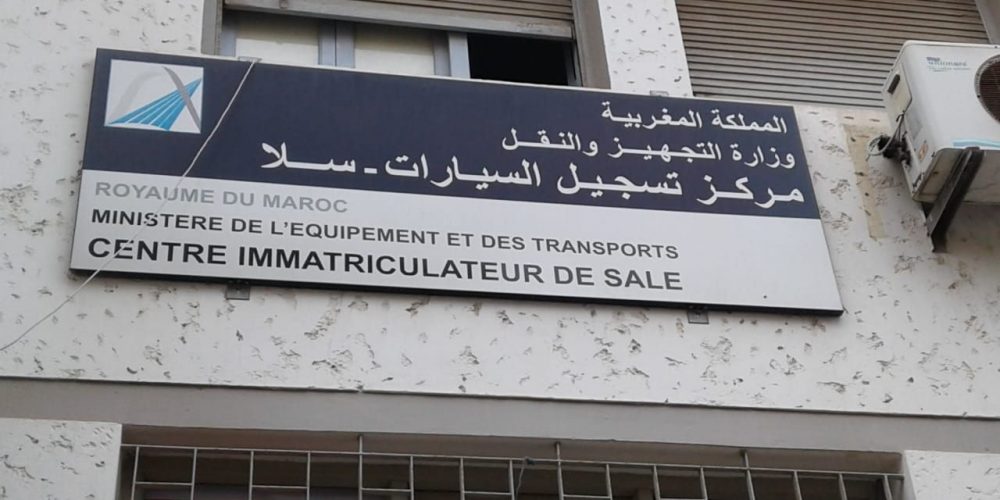 المملكة المغربية
وزارة التجهيز والنقل
مركز تسجيل السيارات - سلا
ROYAUME DU MAROC
MINISTERE DE L'EQUIPEMENT ET DES TRANSPORTS
CENTRE IMMATRICULATEUR DE SALE